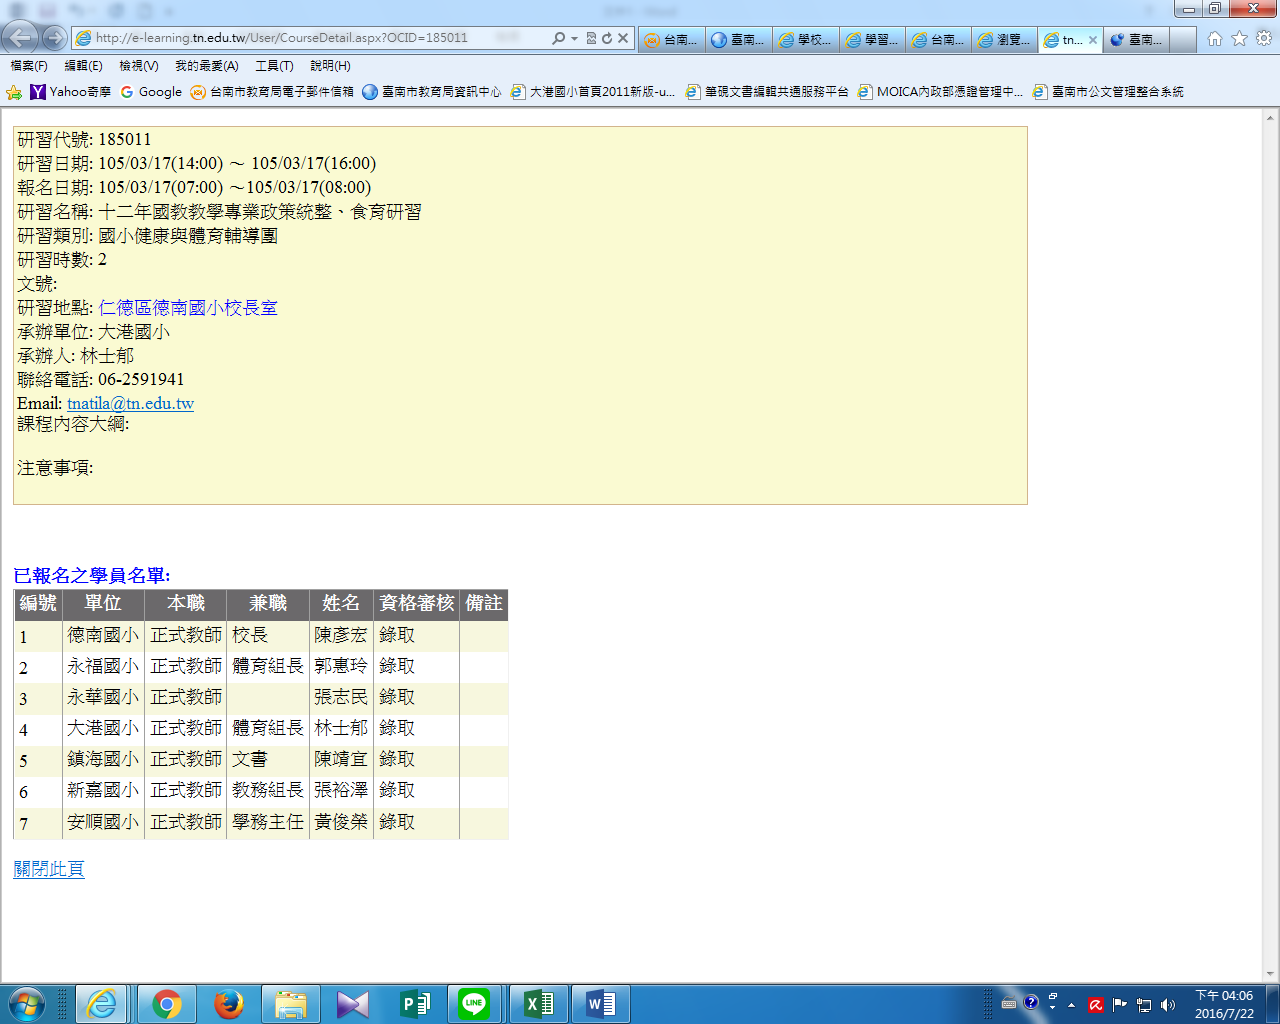 http://e-learning.tn.edu.tw/User/CourseDetail.aspx?OCID=185011
台南... 臺南... 學校... 學習... 台南... 瀏覽... tn... 臺南...
檔案(F) 編輯(E) 檢視(V) 我的最愛(A) 工具(T) 說明(H)
Yahoo奇摩 Google 台南市教育局電子郵件信箱 臺南市教育局資訊中心 大港國小首頁2011新版-u... 筆硯文書編輯共通服務平台 MOICA內政部憑證管理中... 臺南市公文管理整合系統
研習代號: 185011
研習日期: 105/03/17(14:00) ～ 105/03/17(16:00)
報名日期: 105/03/17(07:00) ～105/03/17(08:00)
研習名稱: 十二年國教教學專業政策統整、食育研習
研習類別: 國小健康與體育輔導團
研習時數: 2
文號:
研習地點: 仁德區德南國小校長室
承辦單位: 大港國小
承辦人: 林士郁
聯絡電話: 06-2591941
Email: tnatila@tn.edu.tw
課程內容大綱:
注意事項:
已報名之學員名單:
編號 單位 本職 兼職 姓名 資格審核 備註
1 德南國小 正式教師 校長 陳彥宏 錄取
2 永福國小 正式教師 體育組長 郭惠玲 錄取
3 永華國小 正式教師 張志民 錄取
4 大港國小 正式教師 體育組長 林士郁 錄取
5 鎮海國小 正式教師 文書 陳靖宜 錄取
6 新嘉國小 正式教師 教務組長 張裕澤 錄取
7 安順國小 正式教師 學務主任 黃俊榮 錄取
關閉此頁
LINE
下午 04:06
2016/7/22